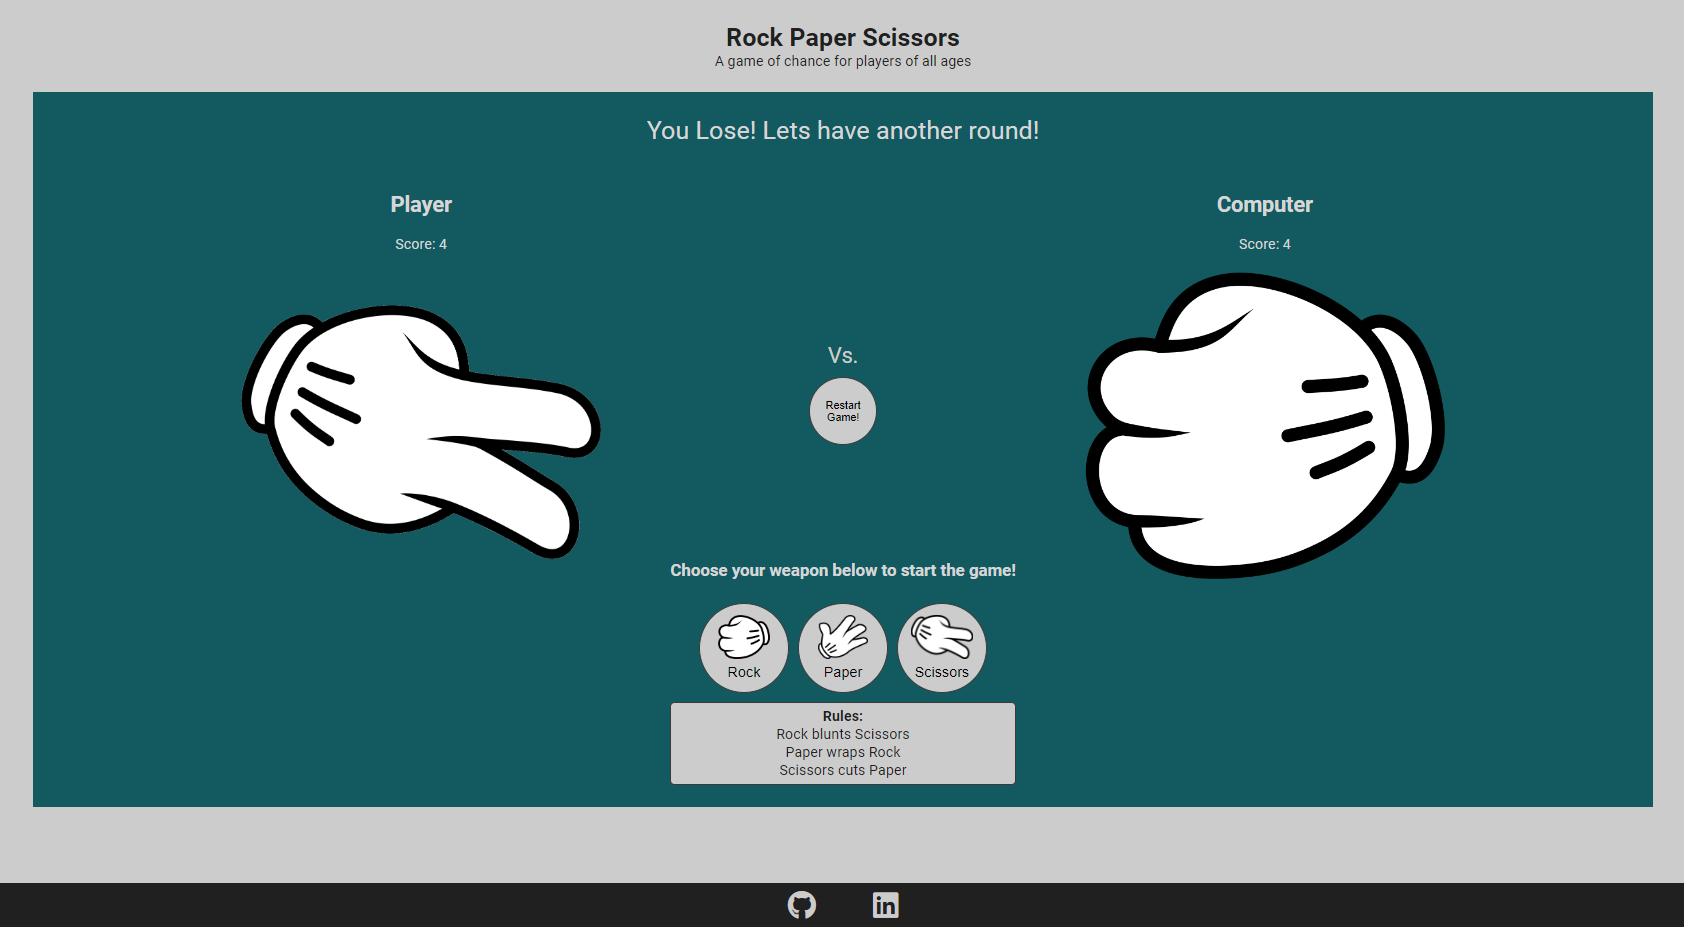 Rock Paper Scissors
A game of chance for players of all ages
You Lose! Lets have another round!
Player
Score: 4
Computer
Score: 4
Vs.
Restart
Game!
Choose your weapon below to start the game!
Rock
Paper
Scissors
Rules:
Rock blunts Scissors
Paper wraps Rock
Scissors cuts Paper
in